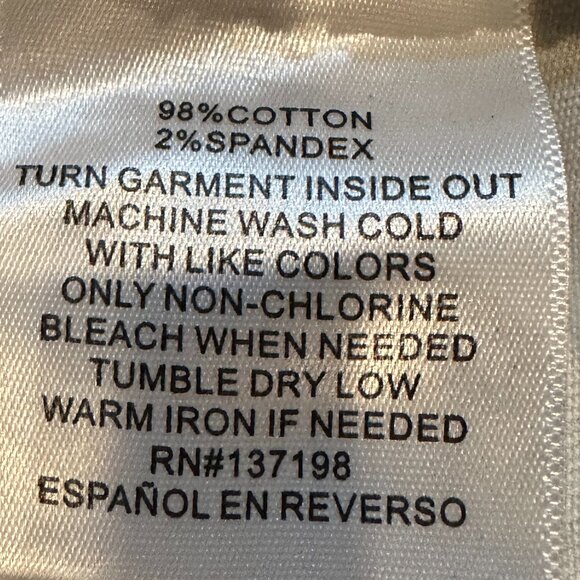 98%COTTON
2%SPANDEX
TURN GARMENT INSIDE OUT
MACHINE WASH COLD
WITH LIKE COLORS
ONLY NON-CHLORINE
BLEACH WHEN NEEDED
TUMBLE DRY LOW
WARM IRON IF NEEDED
RN#137198
ESPAÑOL EN REVERSO